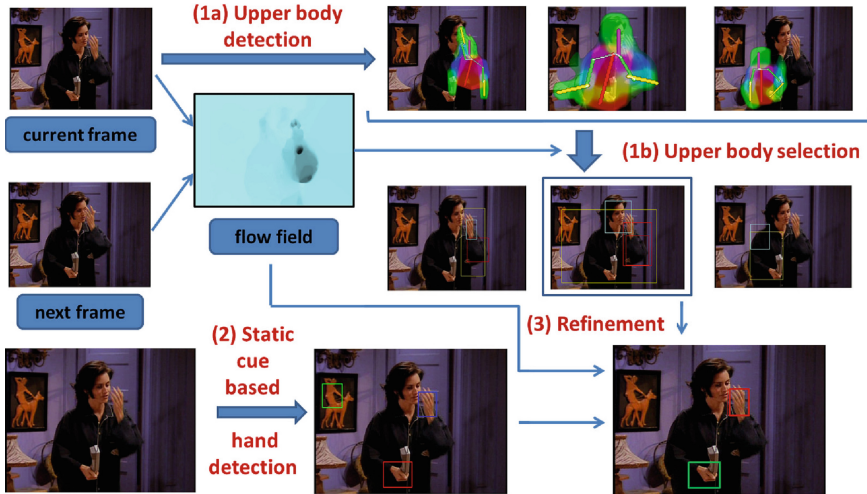 (1a) Upper body
detection
current frame
(1b) Upper body selection
flow field
next frame
(2) Static
cue
based
hand
detection
(3) Refinement